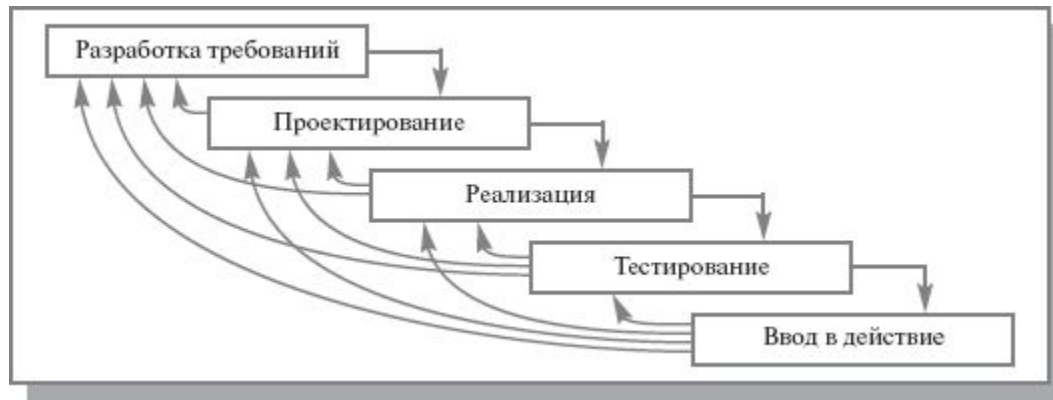 Разработка требований
Проектирование
Реализация
Тестирование
Ввод в действие